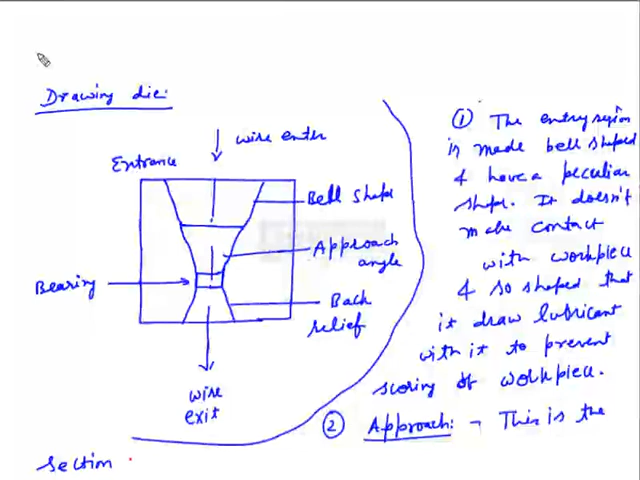 Drawing die:
wire enter
Entrance
Bell shape
Approach
angle
Bearing
Back
relief
wire
exit
① The entry region
is made bell shaped
& have a peculiar
shape. It doesn't
make contact
with workpiece
& so shaped that
it draw lubricant
with it to prevent
scoring of workpiece.
② Approach: → This is the
section